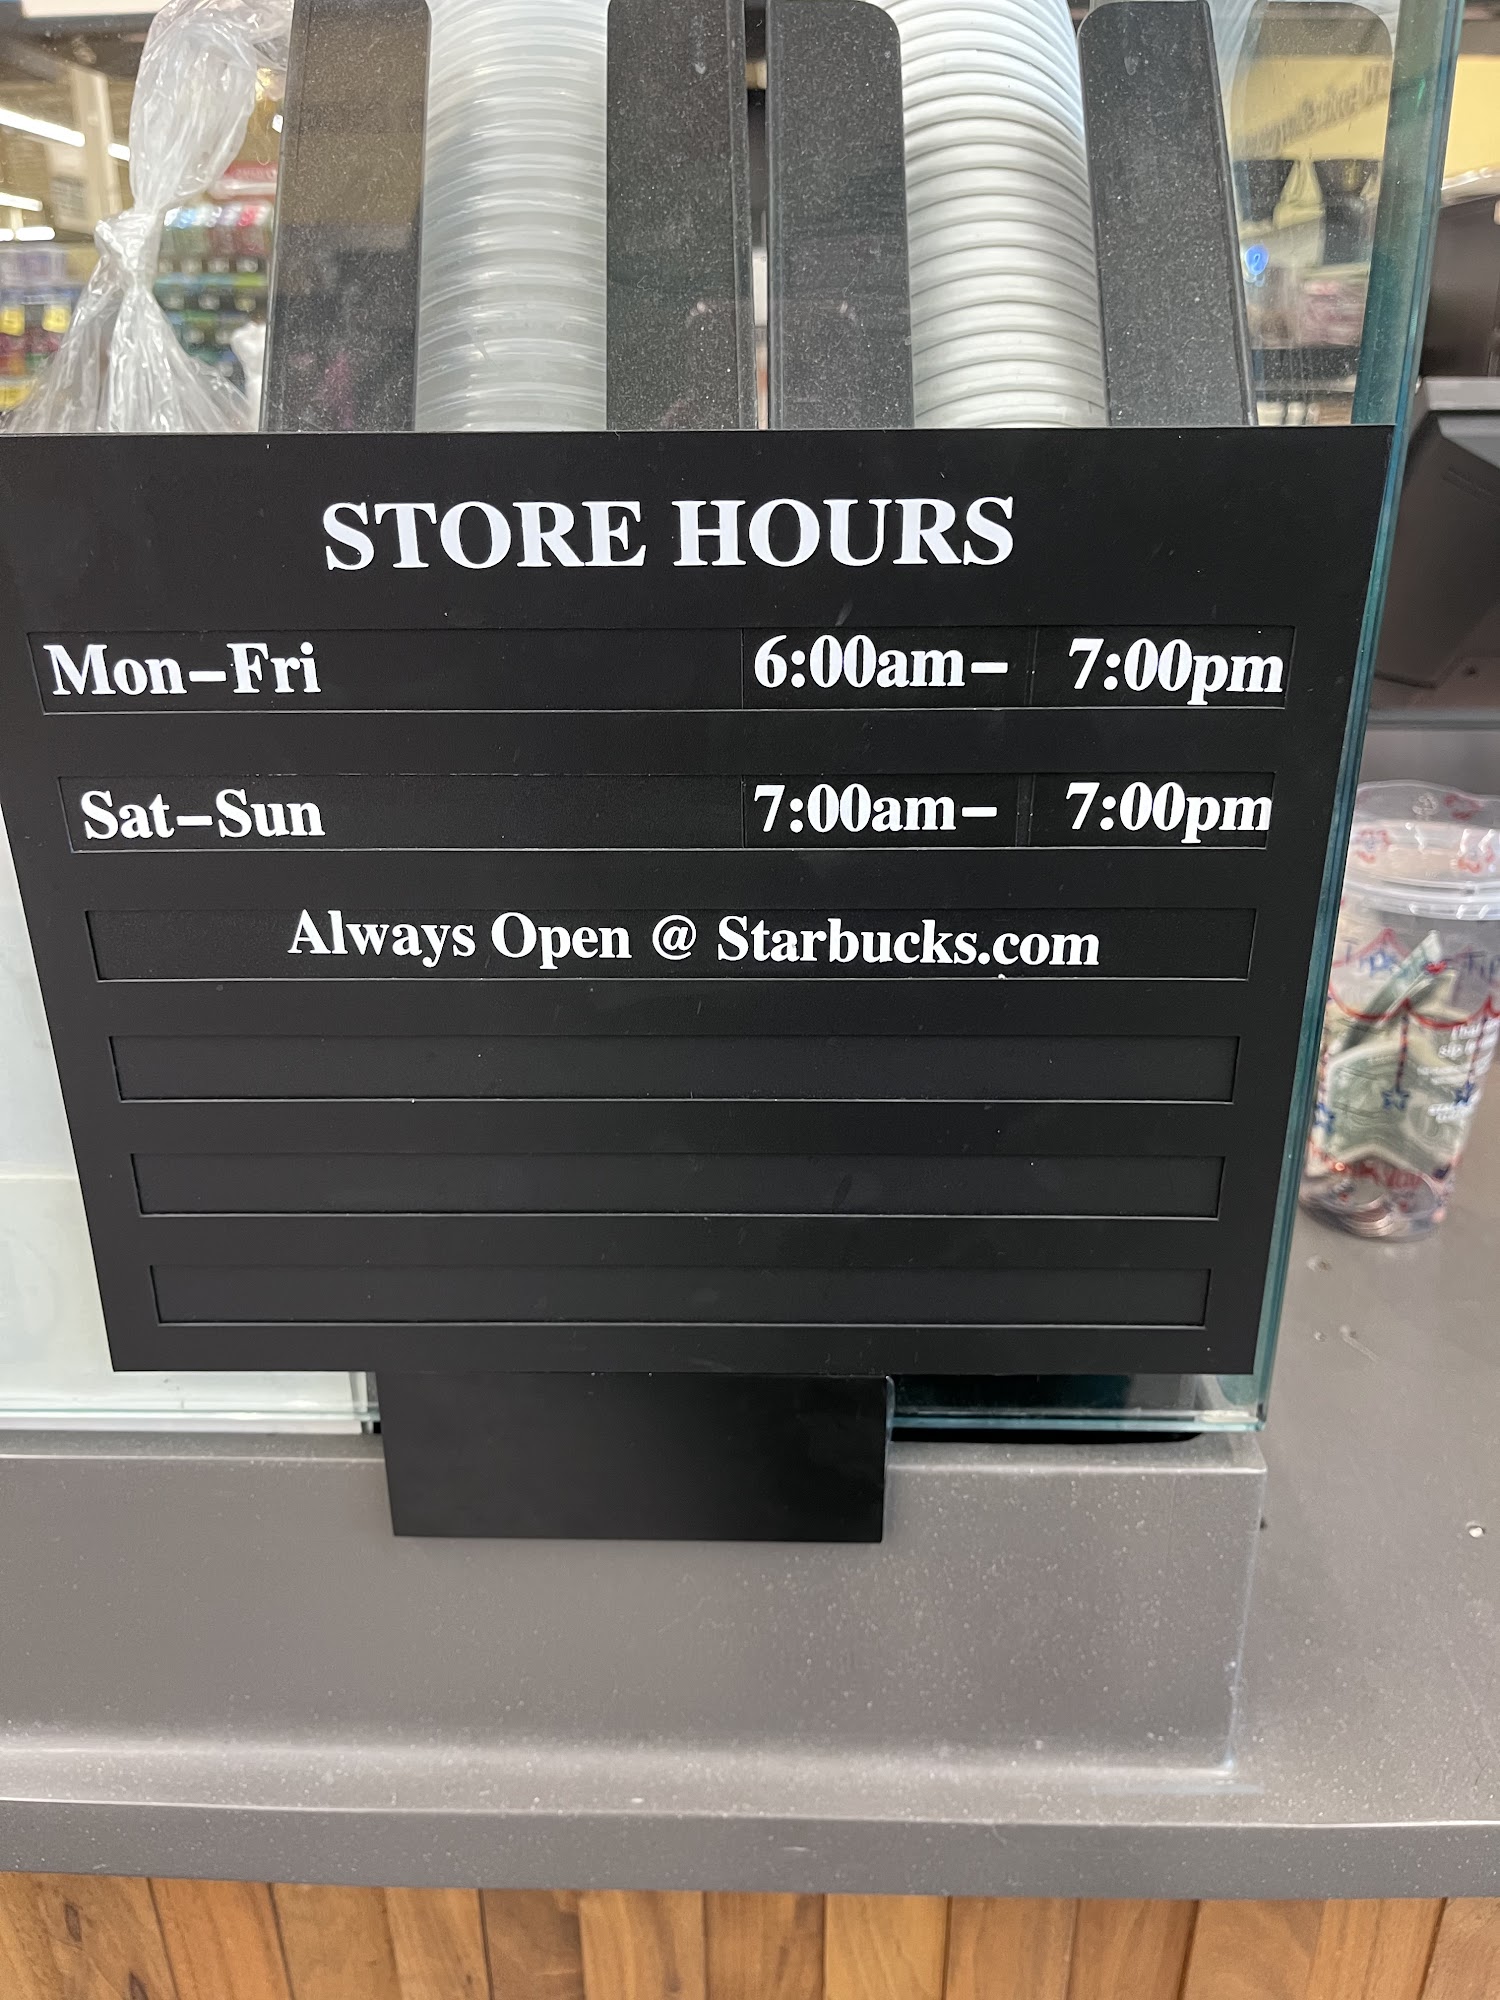 STORE HOURS
Mon–Fri 6:00am– 7:00pm
Sat–Sun 7:00am– 7:00pm
Always Open @ Starbucks.com